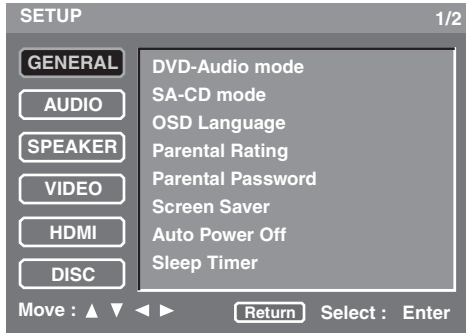 SETUP 1/2
GENERAL
AUDIO
SPEAKER
VIDEO
HDMI
DISC
DVD-Audio mode
SA-CD mode
OSD Language
Parental Rating
Parental Password
Screen Saver
Auto Power Off
Sleep Timer
Move : ▲ ▼ ◄ ► Return Select : Enter